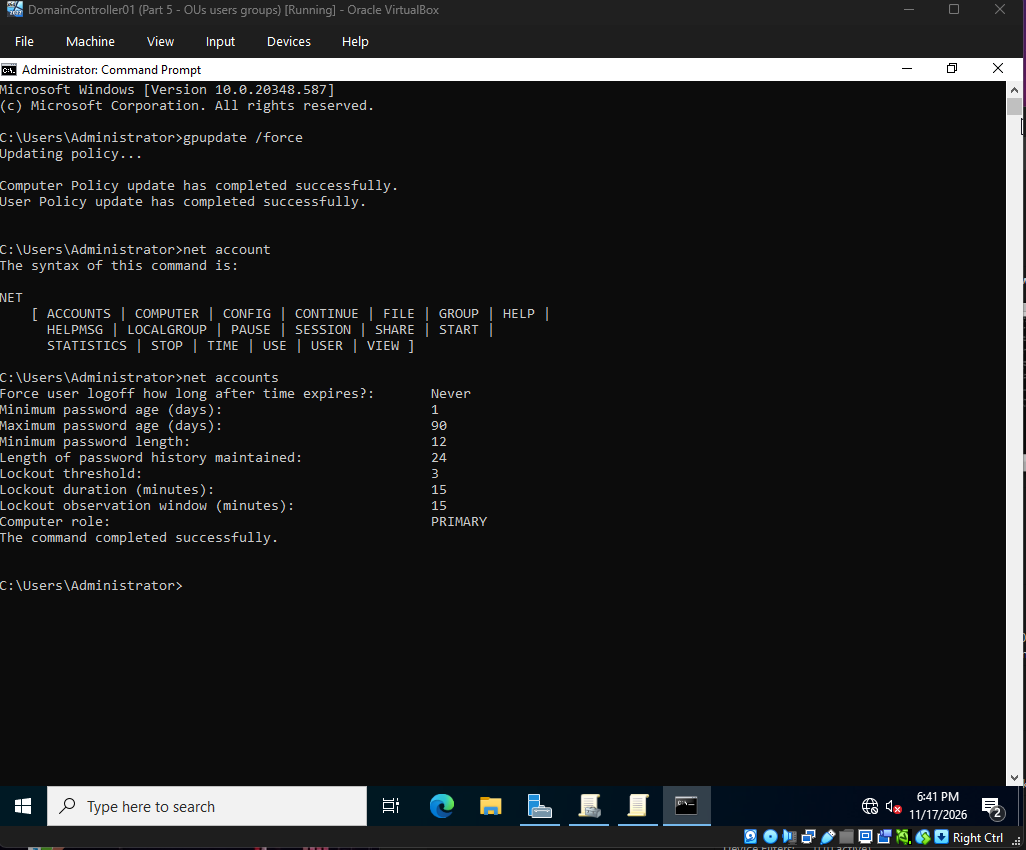 DomainController01 (Part 5 - OUs users groups) [Running] - Oracle VirtualBox
File Machine View Input Devices Help
Administrator: Command Prompt
Microsoft Windows [Version 10.0.20348.587]
(c) Microsoft Corporation. All rights reserved.
C:\Users\Administrator>gpupdate /force
Updating policy...
Computer Policy update has completed successfully.
User Policy update has completed successfully.
C:\Users\Administrator>net account
The syntax of this command is:
NET
[ ACCOUNTS | COMPUTER | CONFIG | CONTINUE | FILE | GROUP | HELP |
HELPMSG | LOCALGROUP | PAUSE | SESSION | SHARE | START |
STATISTICS | STOP | TIME | USE | USER | VIEW ]
C:\Users\Administrator>net accounts
Force user logoff how long after time expires?: Never
Minimum password age (days): 1
Maximum password age (days): 90
Minimum password length: 12
Length of password history maintained: 24
Lockout threshold: 3
Lockout duration (minutes): 15
Lockout observation window (minutes): 15
Computer role: PRIMARY
The command completed successfully.
C:\Users\Administrator>
Type here to search
6:41 PM
11/17/2026
2
Right Ctrl